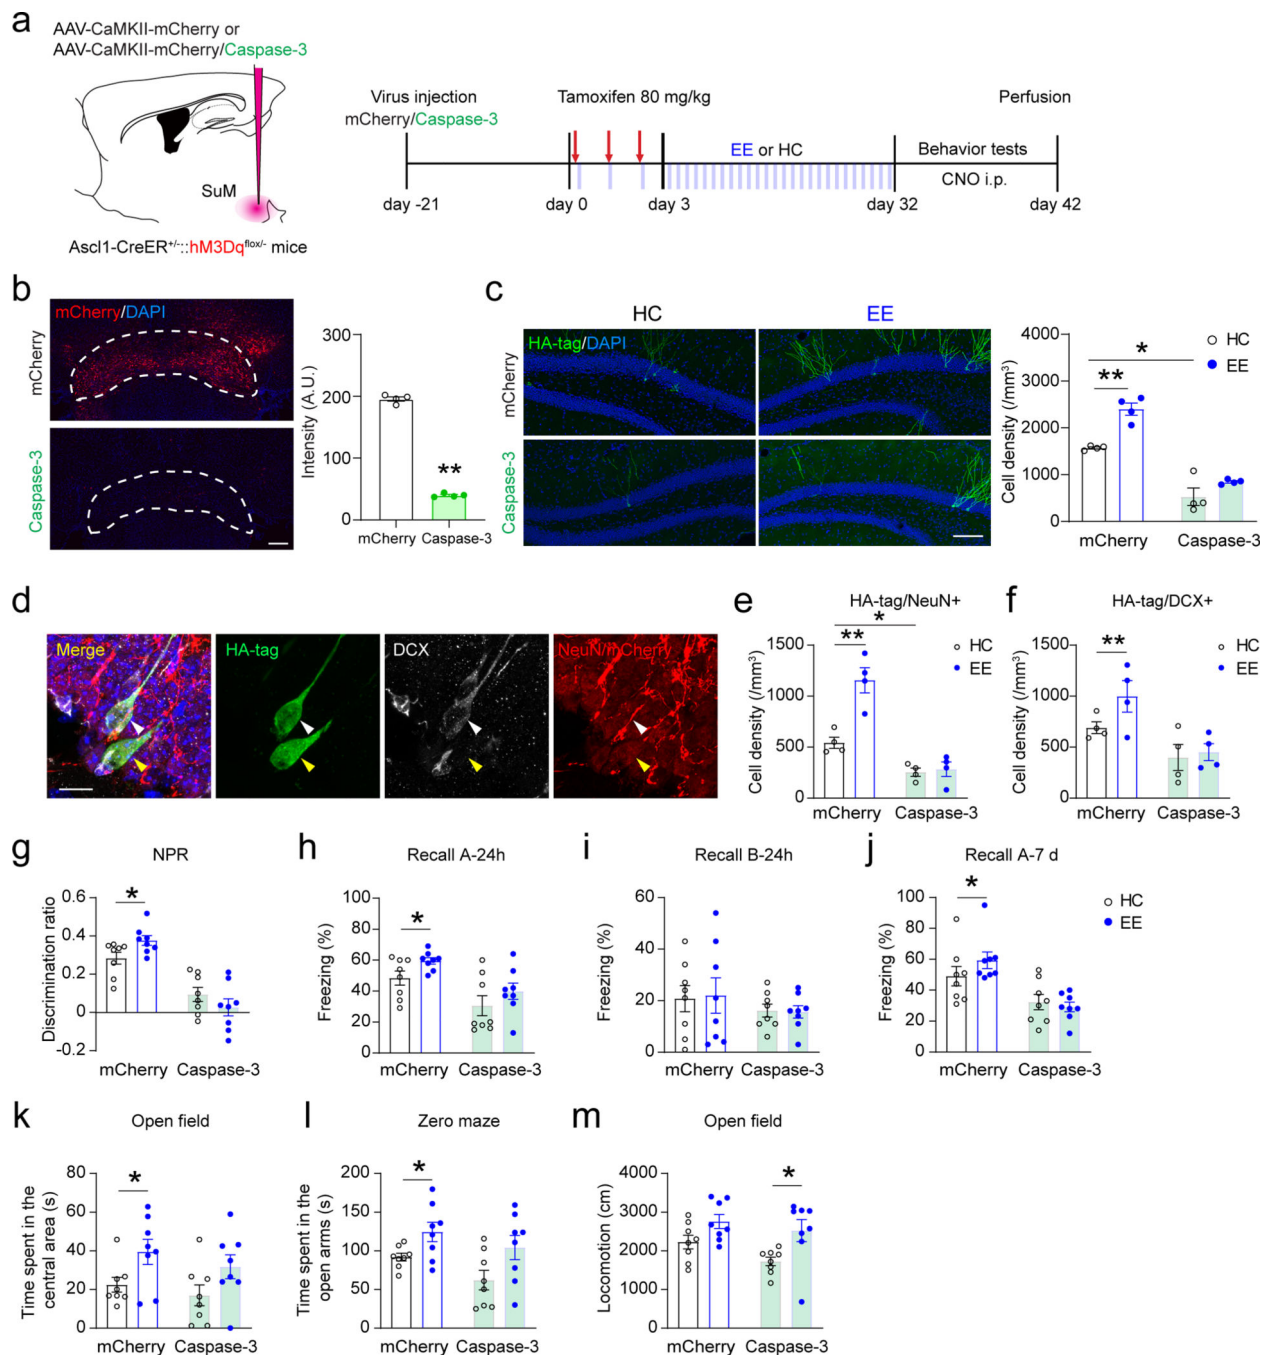 a
AAV-CaMKII-mCherry or
AAV-CaMKII-mCherry/Caspase-3
SuM
Ascl1-CreER+/-::hM3Dqflox/- mice
Virus injection
mCherry/Caspase-3
Tamoxifen 80 mg/kg
Perfusion
EE or HC
Behavior tests
CNO i.p.
day -21
day 0
day 3
day 32
day 42
b
mCherry/DAPI
mCherry
Caspase-3
Intensity (A.U.)
300
200
100
0
**
mCherry
Caspase-3
c
HC
EE
HA-tag/DAPI
mCherry
Caspase-3
Cell density (/mm3)
4000
3000
2000
1000
0
*
**
HC
EE
mCherry
Caspase-3
d
Merge
HA-tag
DCX
NeuN/mCherry
e
HA-tag/NeuN+
Cell density (/mm3)
1500
1000
500
0
*
**
HC
EE
mCherry
Caspase-3
f
HA-tag/DCX+
Cell density (/mm3)
1500
1000
500
0
**
HC
EE
mCherry
Caspase-3
g
NPR
Discrimination ratio
0.6
0.4
0.2
0
-0.2
*
mCherry
Caspase-3
h
Recall A-24h
Freezing (%)
100
80
60
40
20
0
*
mCherry
Caspase-3
i
Recall B-24h
Freezing (%)
60
40
20
0
mCherry
Caspase-3
j
Recall A-7 d
Freezing (%)
100
80
60
40
20
0
*
HC
EE
mCherry
Caspase-3
k
Open field
Time spent in the
central area (s)
80
60
40
20
0
*
mCherry
Caspase-3
l
Zero maze
Time spent in the
open arms (s)
200
150
100
50
0
*
mCherry
Caspase-3
m
Open field
Locomotion (cm)
4000
3000
2000
1000
0
*
mCherry
Caspase-3